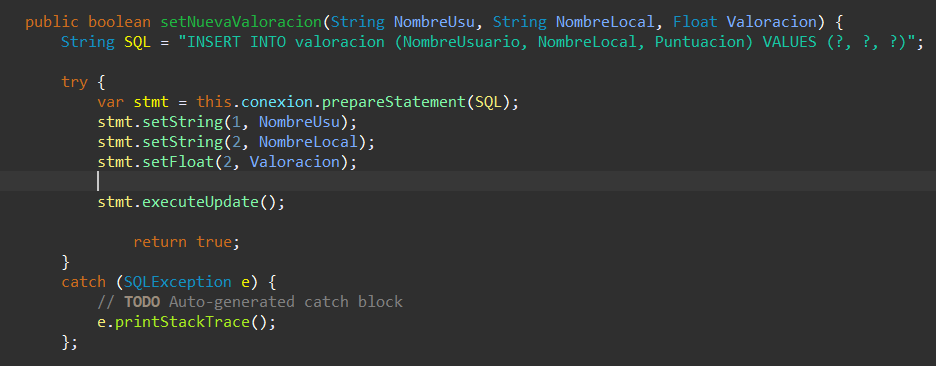 public boolean setNuevaValoracion(String NombreUsu, String NombreLocal, Float Valoracion) {
String SQL = "INSERT INTO valoracion (NombreUsuario, NombreLocal, Puntuacion) VALUES (?, ?, ?)";
try {
var stmt = this.conexion.prepareStatement(SQL);
stmt.setString(1, NombreUsu);
stmt.setString(2, NombreLocal);
stmt.setFloat(2, Valoracion);
stmt.executeUpdate();
return true;
}
catch (SQLException e) {
// TODO Auto-generated catch block
e.printStackTrace();
};